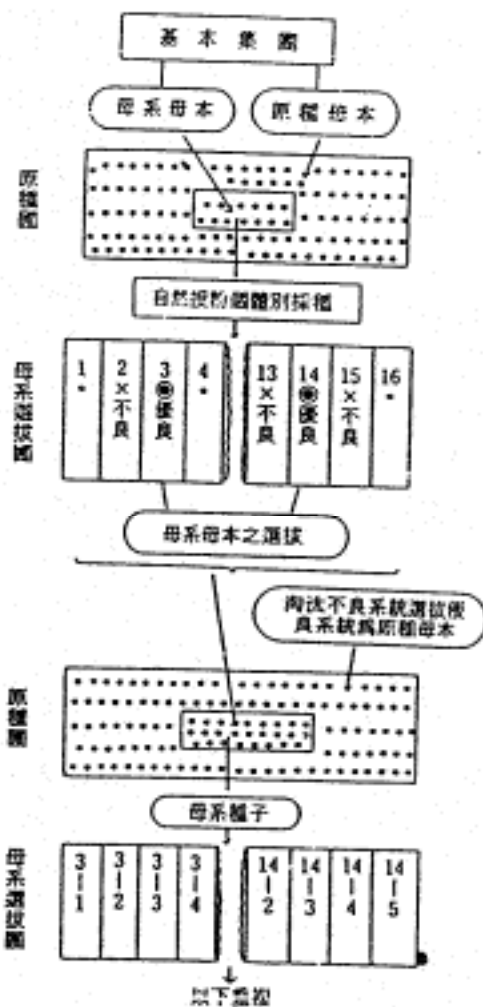 基本集團
母系母本
原種母本
原種圃
自然授粉個體別採種
母系選拔圃
1
•
2
×不良
3
◉優良
4
•
13
×不良
14
◉優良
15
×不良
16
•
母系母本之選拔
淘汰不良系統選拔優
良系統爲原種母本
原種圃
母系種子
母系選拔圃
3-1
3-2
3-3
3-4
14-2
14-3
14-4
14-5
以下重複